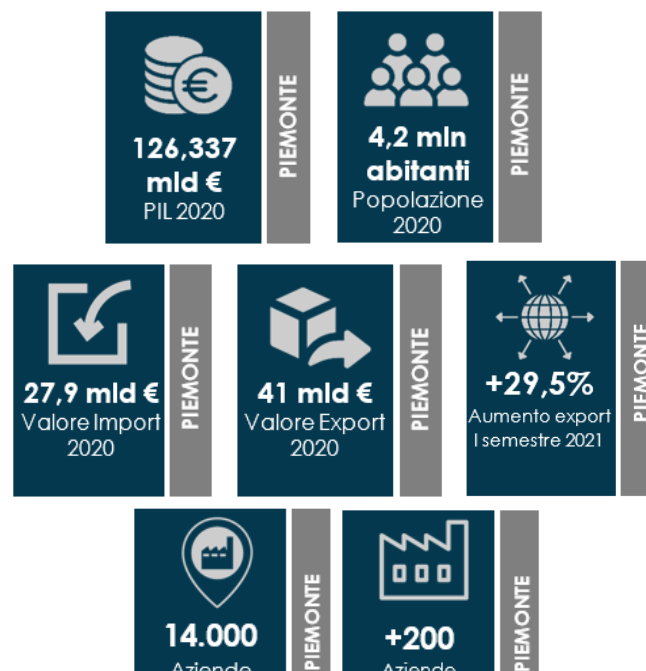 126,337
mld €
PIL 2020
PIEMONTE
4,2 mln
abitanti
Popolazione
2020
PIEMONTE
27,9 mld €
Valore Import
2020
PIEMONTE
41 mld €
Valore Export
2020
PIEMONTE
+29,5%
Aumento export
I semestre 2021
PIEMONTE
14.000
Aziende
PIEMONTE
+200
Aziende
PIEMONTE